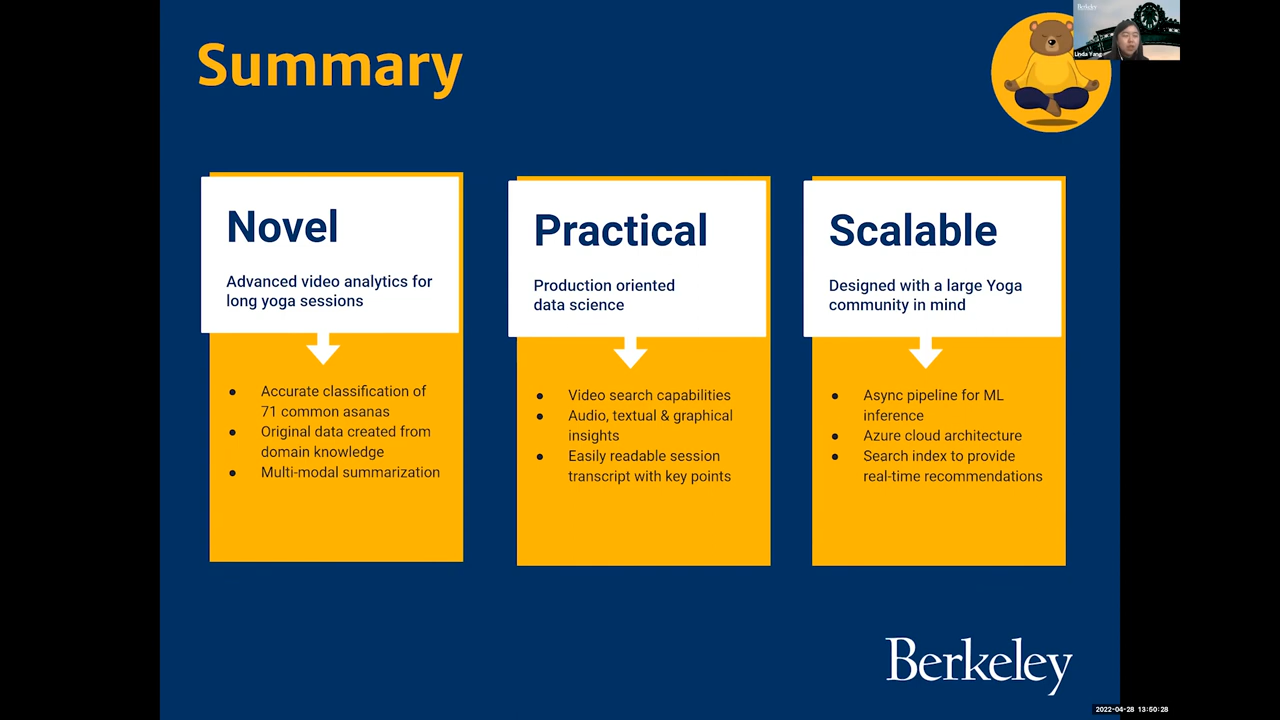 Summary
Berkeley
Linda Yang
Novel
Advanced video analytics for
long yoga sessions
● Accurate classification of
71 common asanas
● Original data created from
domain knowledge
● Multi-modal summarization
Practical
Production oriented
data science
● Video search capabilities
● Audio, textual & graphical
insights
● Easily readable session
transcript with key points
Scalable
Designed with a large Yoga
community in mind
● Async pipeline for ML
inference
● Azure cloud architecture
● Search index to provide
real-time recommendations
Berkeley
2022-04-28 13:50:28